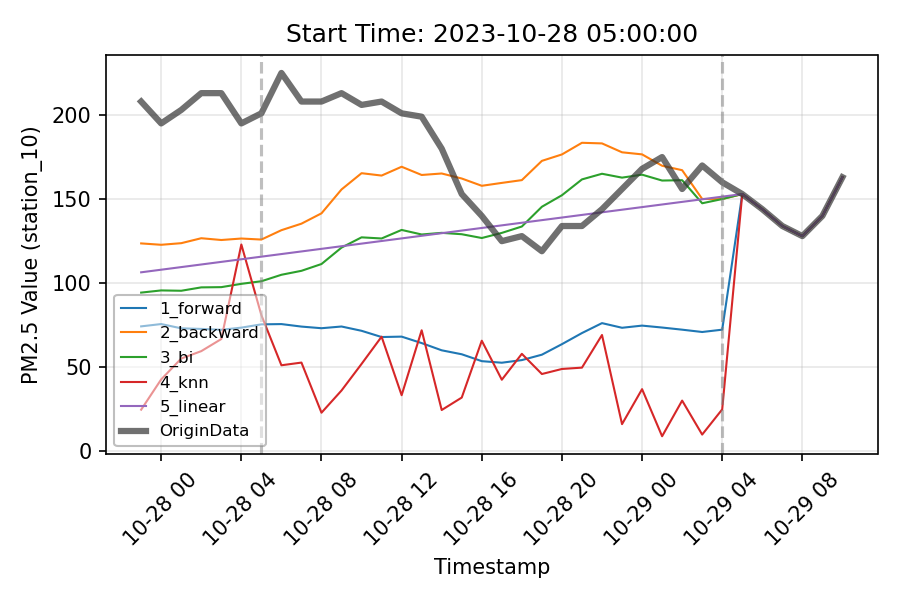 Start Time: 2023-10-28 05:00:00
PM2.5 Value (station_10)
200
150
100
50
0
1_forward
2_backward
3_bi
4_knn
5_linear
OriginData
10-28 00
10-28 04
10-28 08
10-28 12
10-28 16
10-28 20
10-29 00
10-29 04
10-29 08
Timestamp